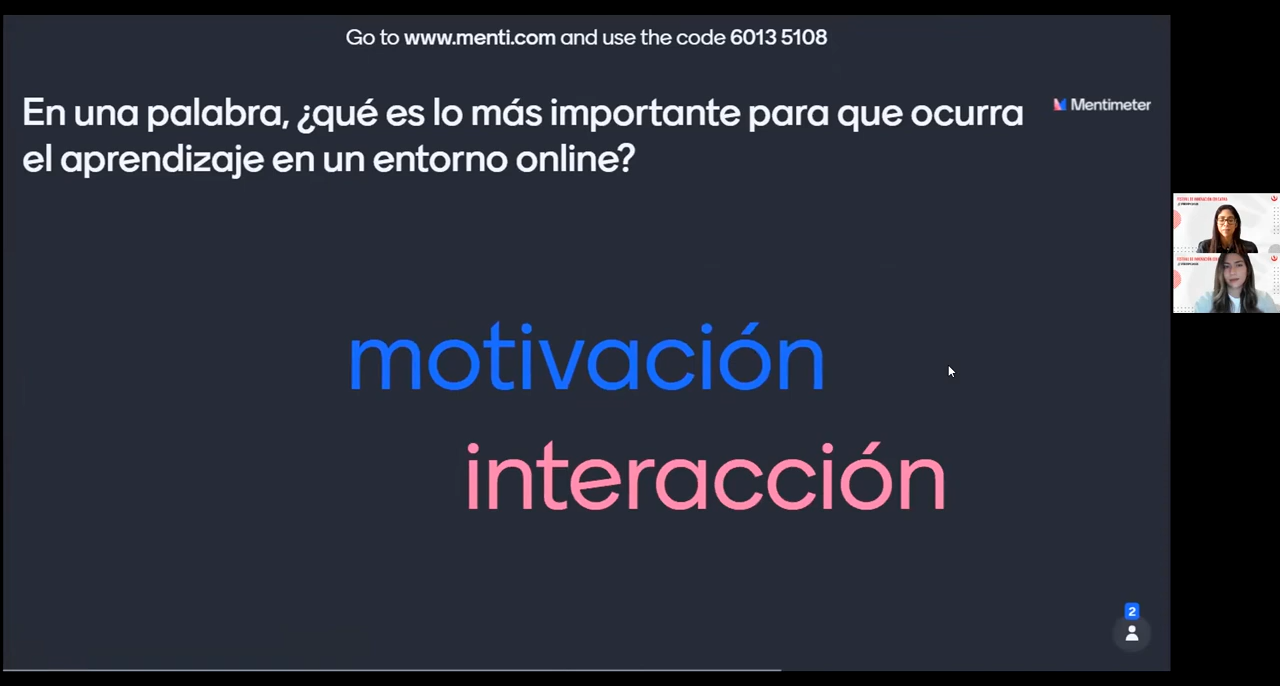 Go to www.menti.com and use the code 6013 5108
En una palabra, ¿qué es lo más importante para que ocurra
el aprendizaje en un entorno online?
Mentimeter
motivación
interacción
2